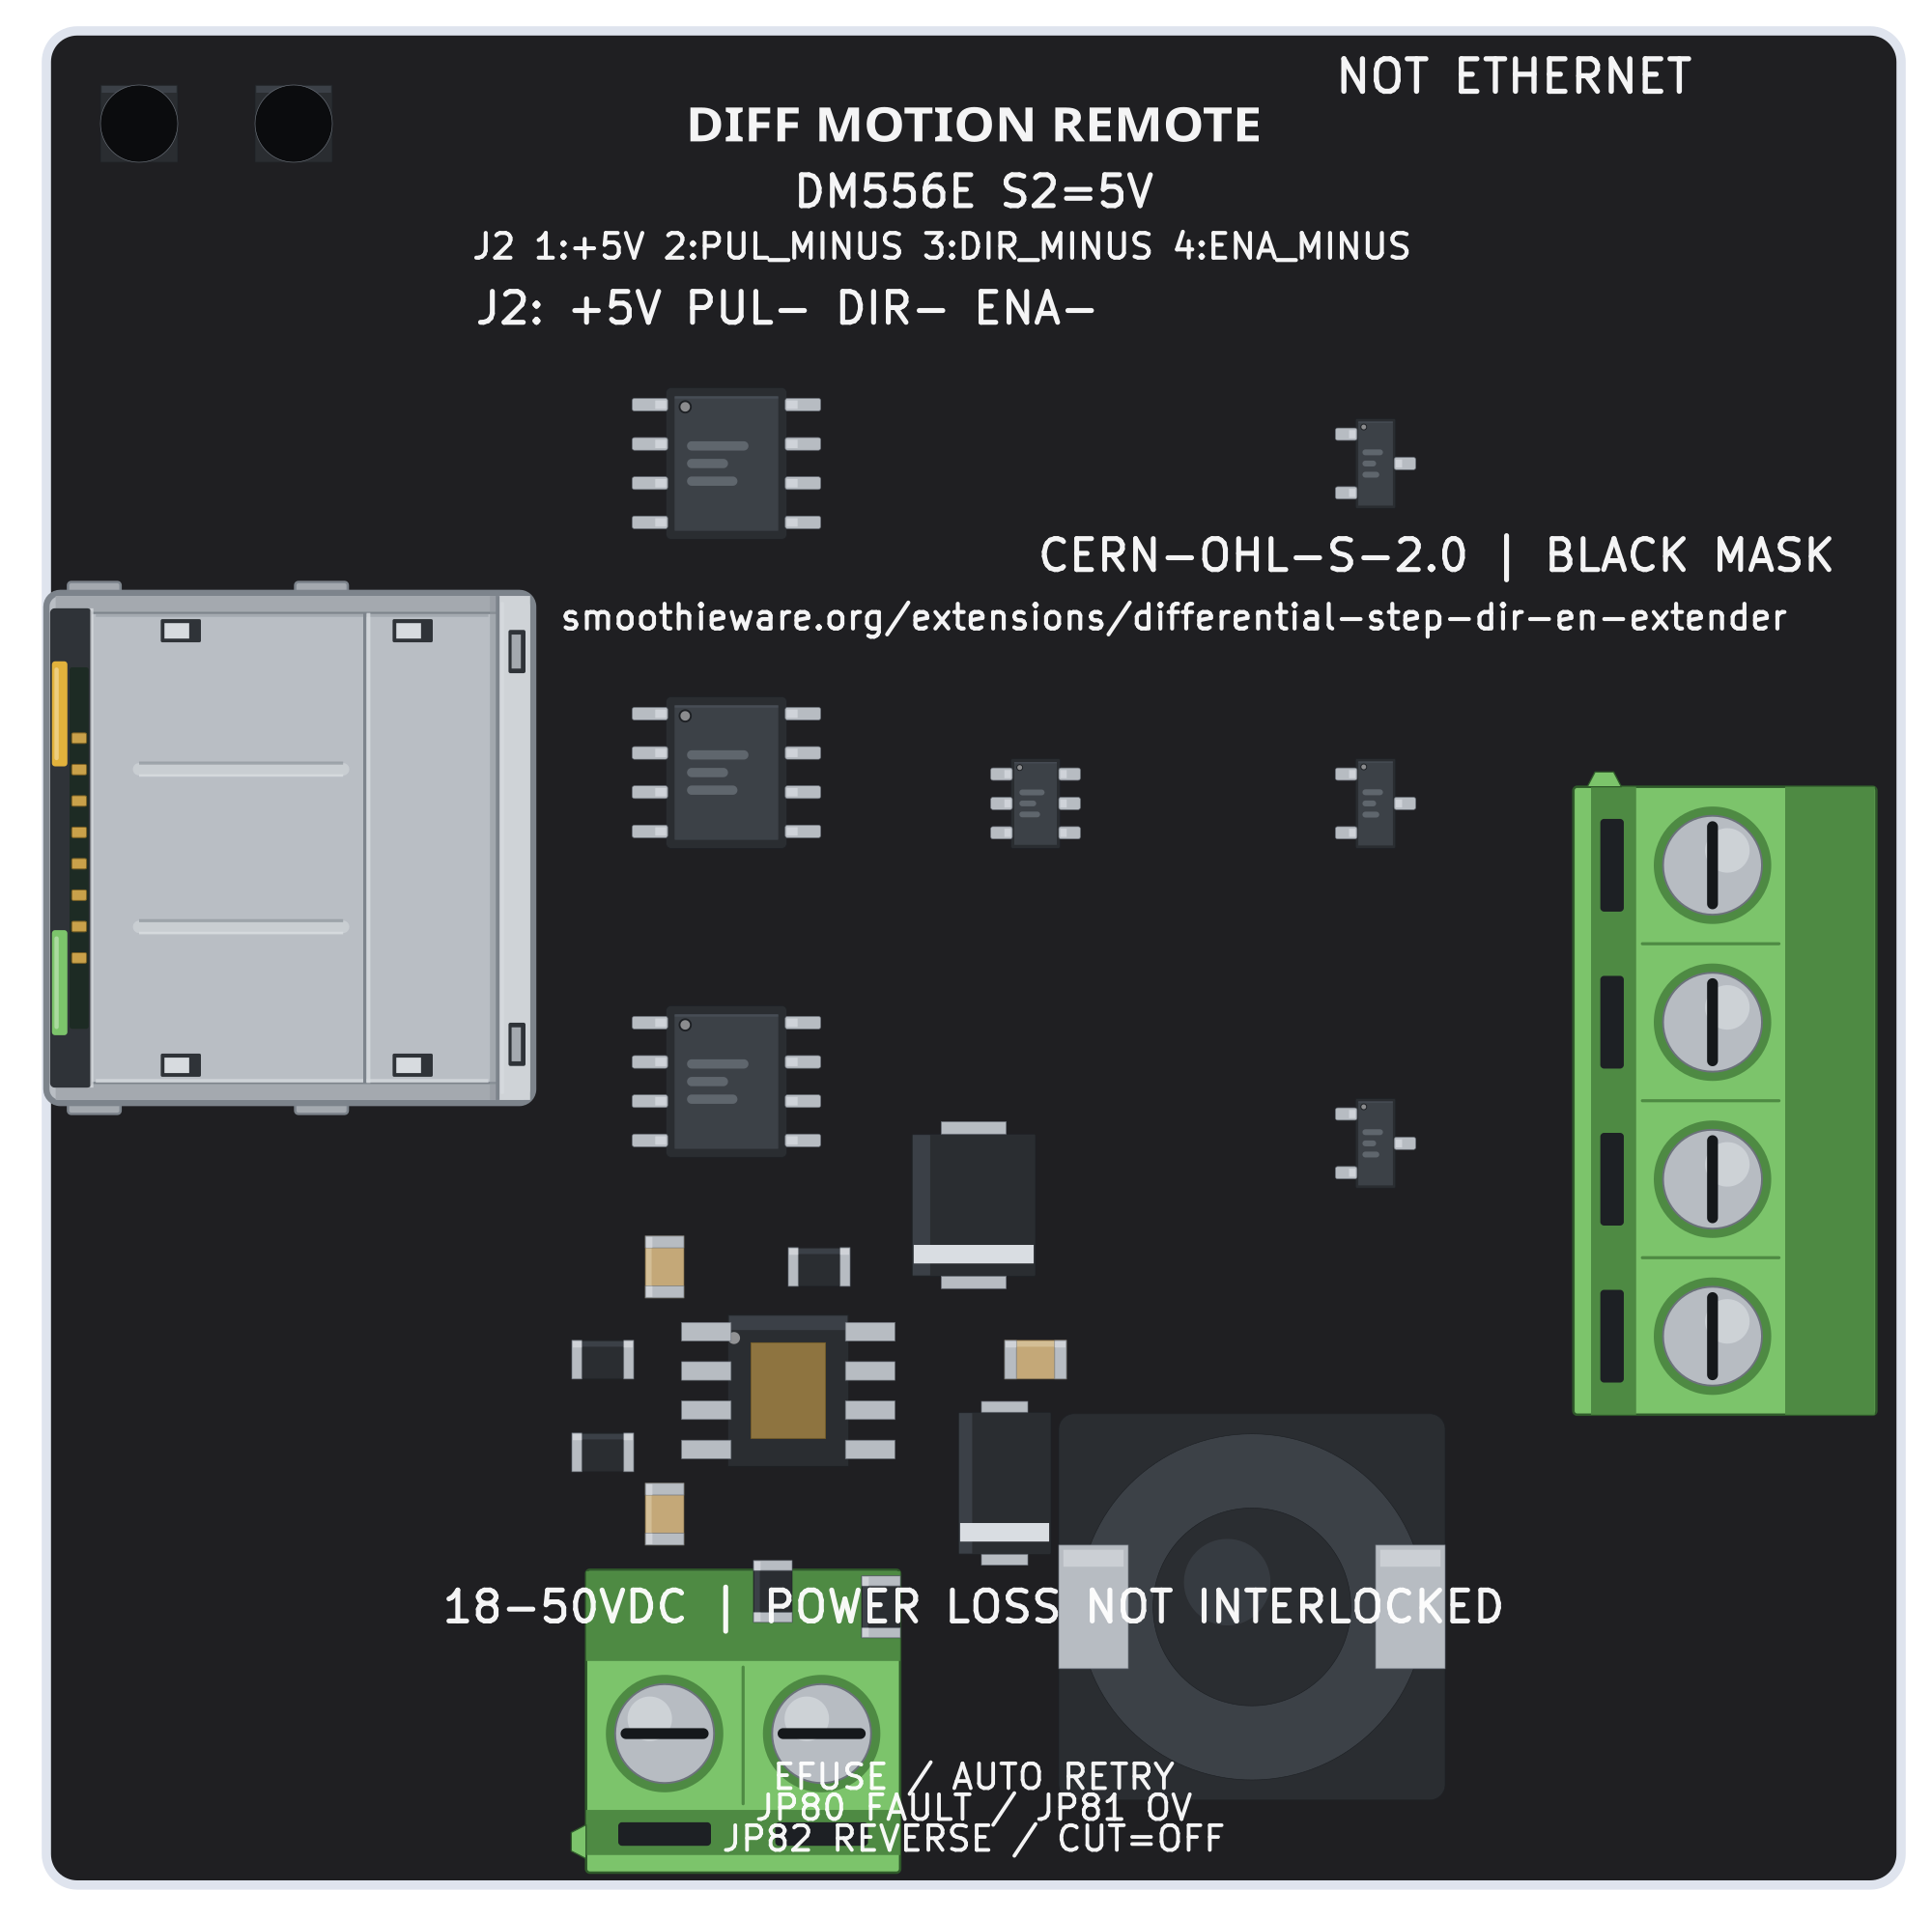 NOT ETHERNET
DIFF MOTION REMOTE
DM556E S2=5V
J2 1:+5V 2:PUL_MINUS 3:DIR_MINUS 4:ENA_MINUS
J2: +5V PUL- DIR- ENA-
CERN-OHL-S-2.0 | BLACK MASK
smoothieware.org/extensions/differential-step-dir-en-extender
18-50VDC | POWER LOSS NOT INTERLOCKED
EFUSE / AUTO RETRY
JP80 FAULT / JP81 OV
JP82 REVERSE / CUT=OFF